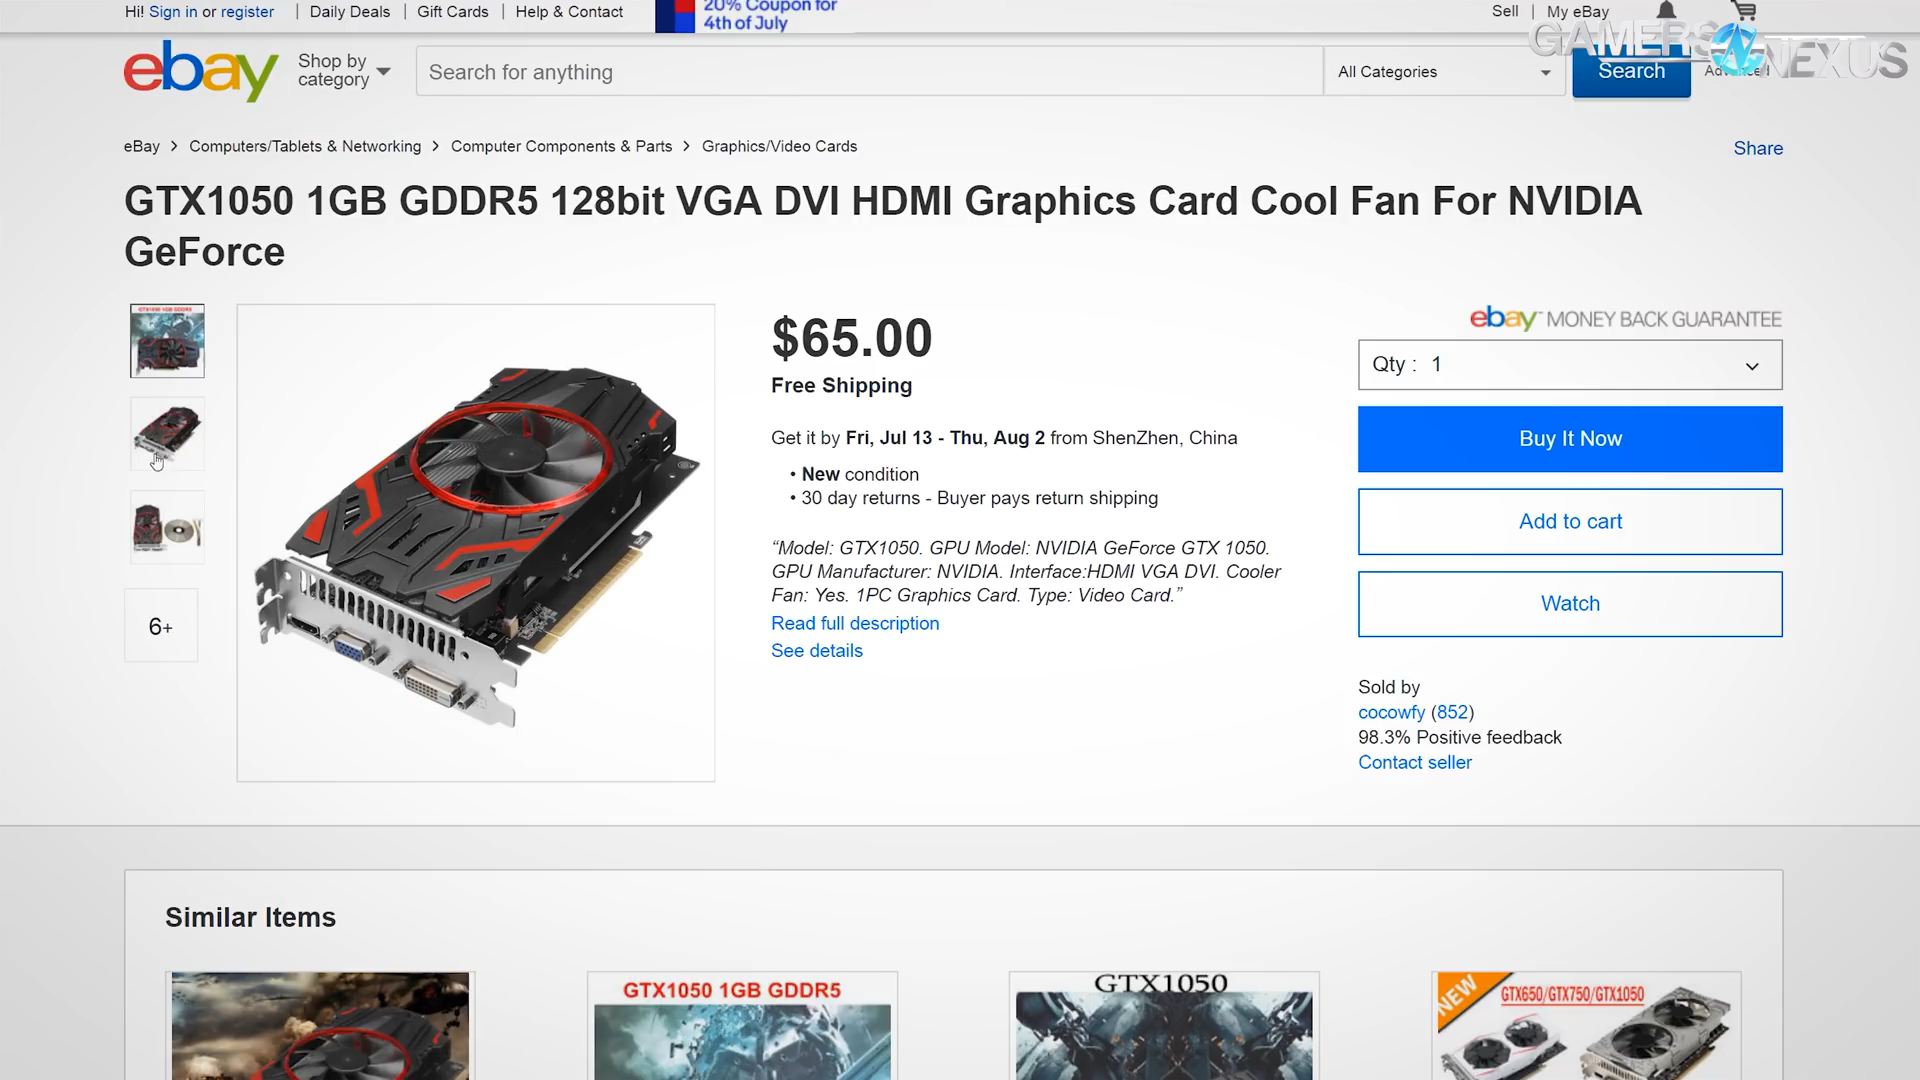 Hi! Sign in or register | Daily Deals | Gift Cards | Help & Contact
20% Coupon for
4th of July
Sell | My eBay
GAMERS NEXUS
ebay
Shop by
category
Search for anything
All Categories
Search
Advanced
eBay > Computers/Tablets & Networking > Computer Components & Parts > Graphics/Video Cards
Share
GTX1050 1GB GDDR5 128bit VGA DVI HDMI Graphics Card Cool Fan For NVIDIA
GeForce
GTX1050 1GB GDDR5
6+
$65.00
Free Shipping
Get it by Fri, Jul 13 - Thu, Aug 2 from ShenZhen, China
• New condition
• 30 day returns - Buyer pays return shipping
“Model: GTX1050. GPU Model: NVIDIA GeForce GTX 1050.
GPU Manufacturer: NVIDIA. Interface:HDMI VGA DVI. Cooler
Fan: Yes. 1PC Graphics Card. Type: Video Card.”
Read full description
See details
ebay™ MONEY BACK GUARANTEE
Qty : 1
Buy It Now
Add to cart
Watch
Sold by
cocowfy (852)
98.3% Positive feedback
Contact seller
Similar Items
GTX1050 1GB GDDR5
GTX1050
NEW
GTX650/GTX750/GTX1050